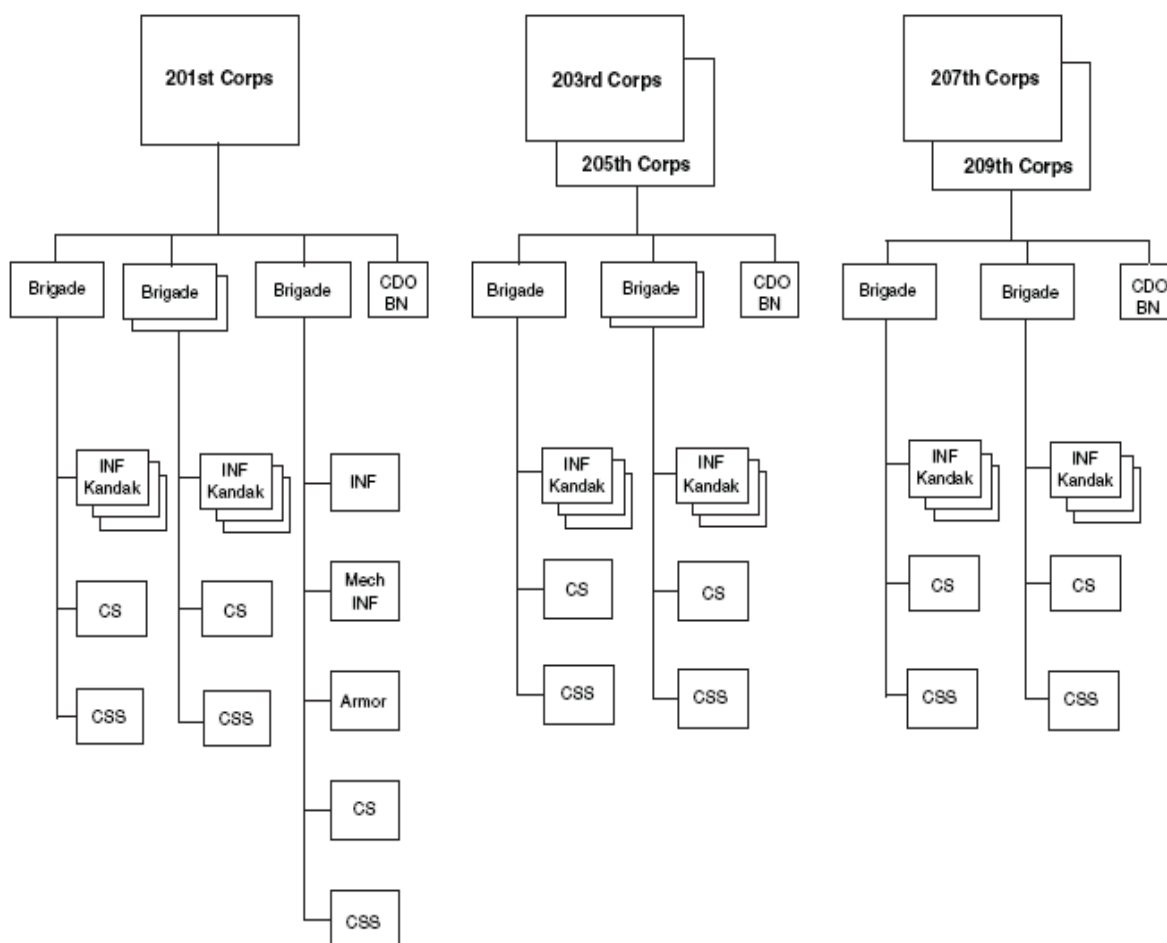 201st Corps
203rd Corps
205th Corps
207th Corps
209th Corps
Brigade
Brigade
Brigade
CDO
BN
Brigade
Brigade
CDO
BN
Brigade
Brigade
CDO
BN
INF
Kandak
INF
Kandak
INF
INF
Kandak
INF
Kandak
INF
Kandak
INF
Kandak
CS
CS
Mech
INF
CS
CS
CS
CS
CSS
CSS
Armor
CSS
CSS
CSS
CSS
CS
CSS